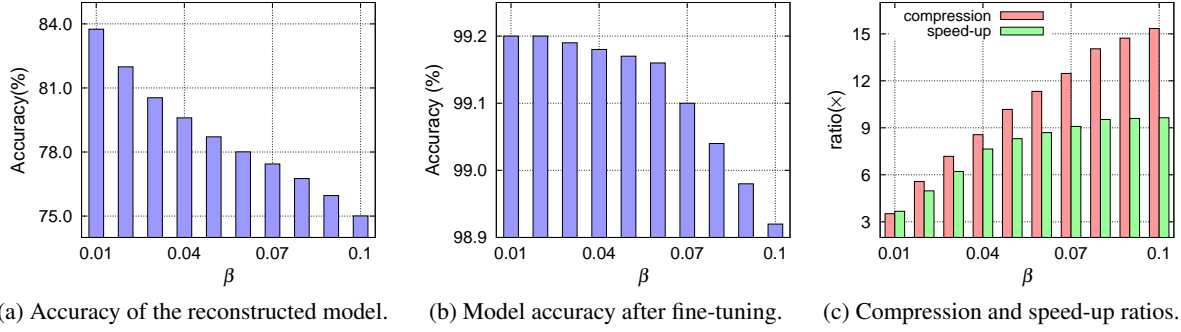 84.0
81.0
78.0
75.0
Accuracy(%)
0.01 0.04 0.07 0.1
β
(a) Accuracy of the reconstructed model.
99.2
99.1
99.0
98.9
Accuracy (%)
0.01 0.04 0.07 0.1
β
(b) Model accuracy after fine-tuning.
compression
speed-up
15
12
9
6
3
ratio(×)
0.01 0.04 0.07 0.1
β
(c) Compression and speed-up ratios.